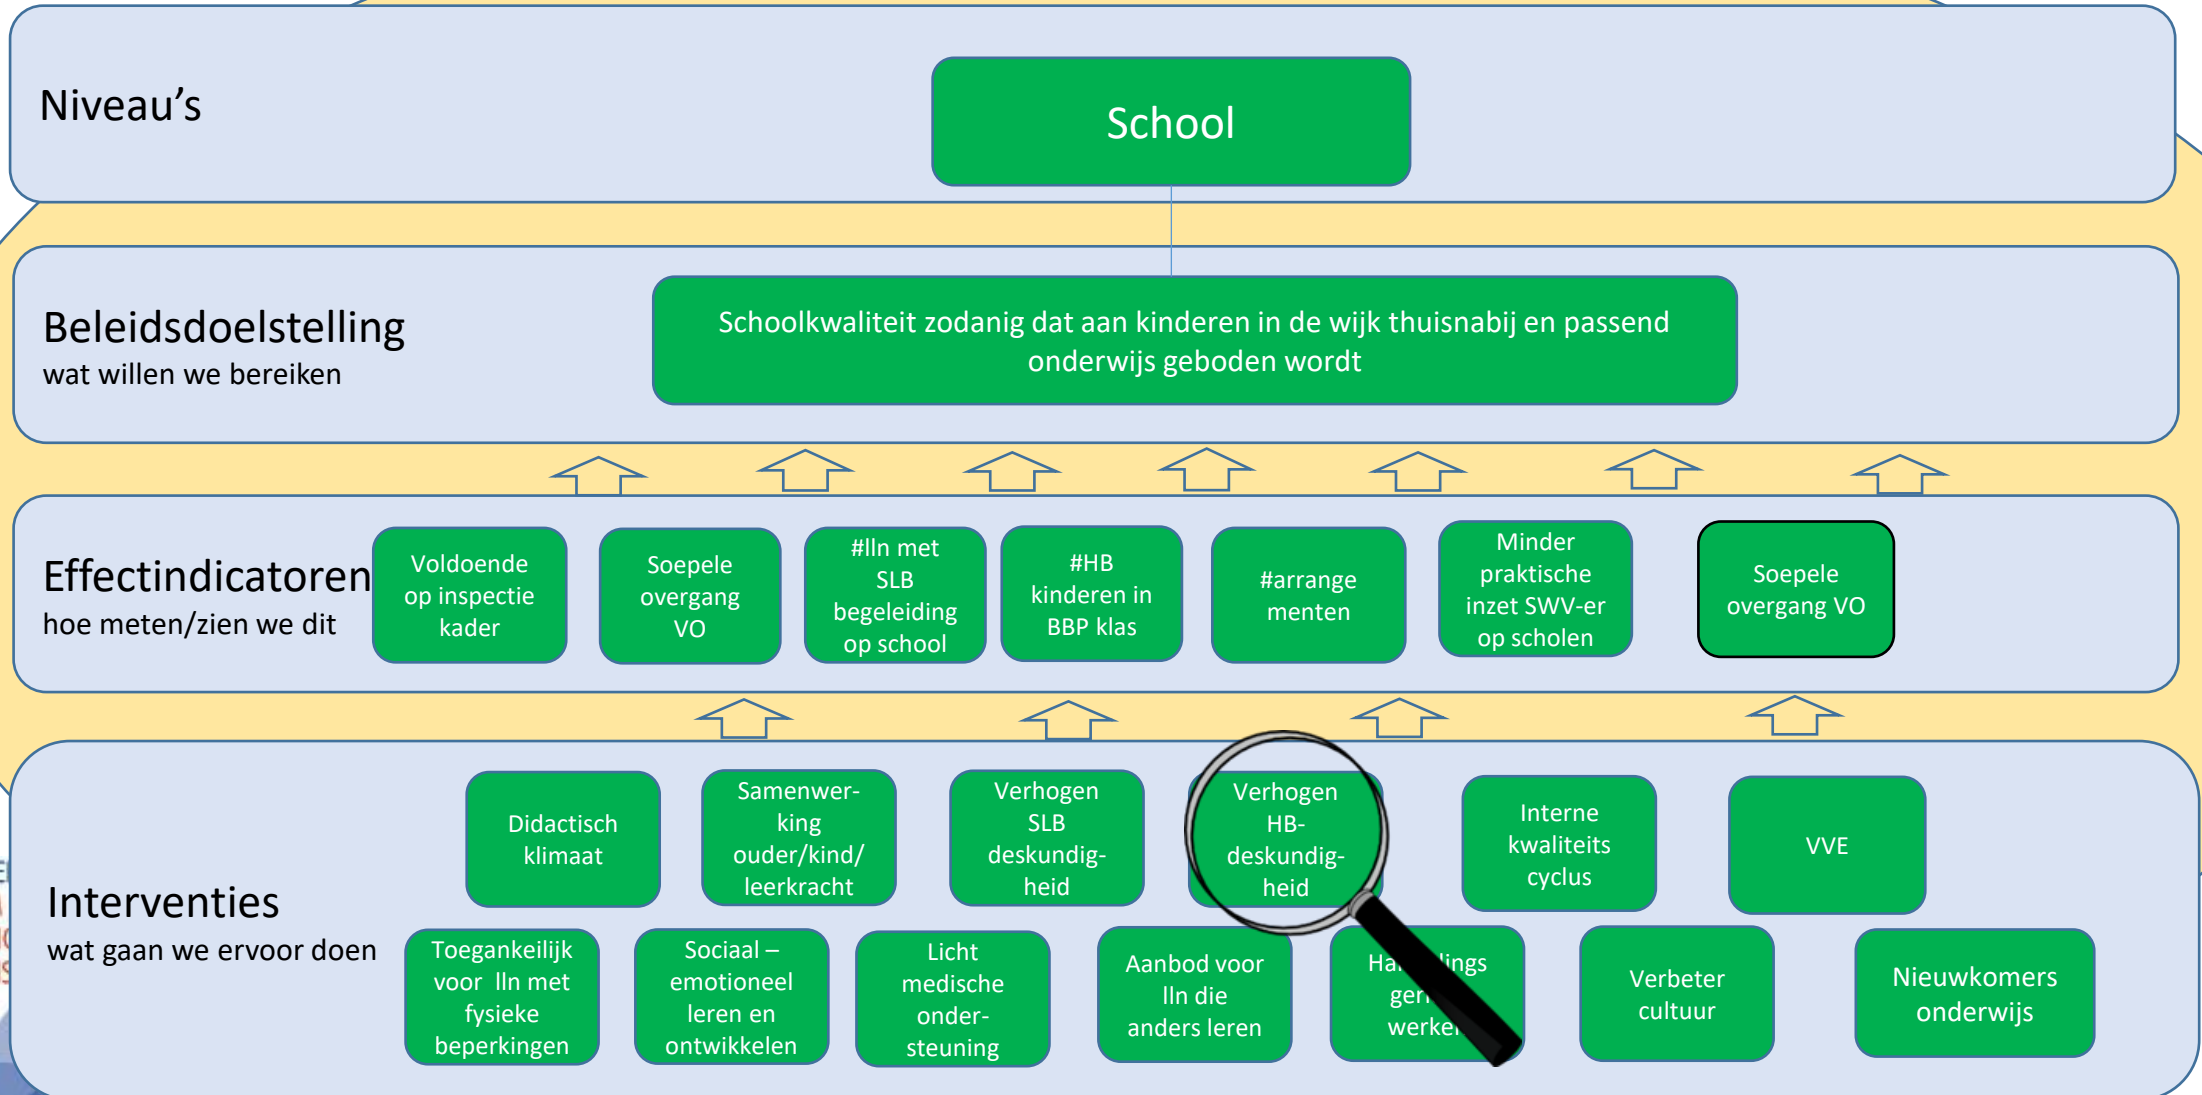 Niveau's
School
Beleidsdoelstelling
wat willen we bereiken
Schoolkwaliteit zodanig dat aan kinderen in de wijk thuisnabij en passend
onderwijs geboden wordt
Effectindicatoren
hoe meten/zien we dit
Voldoende
op inspectie
kader
Soepele
overgang
VO
#lln met
SLB
begeleiding
op school
#HB
kinderen in
BBP klas
#arrange
menten
Minder
praktische
inzet SWV-er
op scholen
Soepele
overgang VO
Interventies
wat gaan we ervoor doen
Didactisch
klimaat
Samenwer-
king
ouder/kind/
leerkracht
Verhogen
SLB
deskundig-
heid
Verhogen
HB-
deskundig-
heid
Interne
kwaliteits
cyclus
VVE
Toegankeilijk
voor lln met
fysieke
beperkingen
Sociaal –
emotioneel
leren en
ontwikkelen
Licht
medische
onder-
steuning
Aanbod voor
lln die
anders leren
Verbeter
cultuur
Nieuwkomers
onderwijs